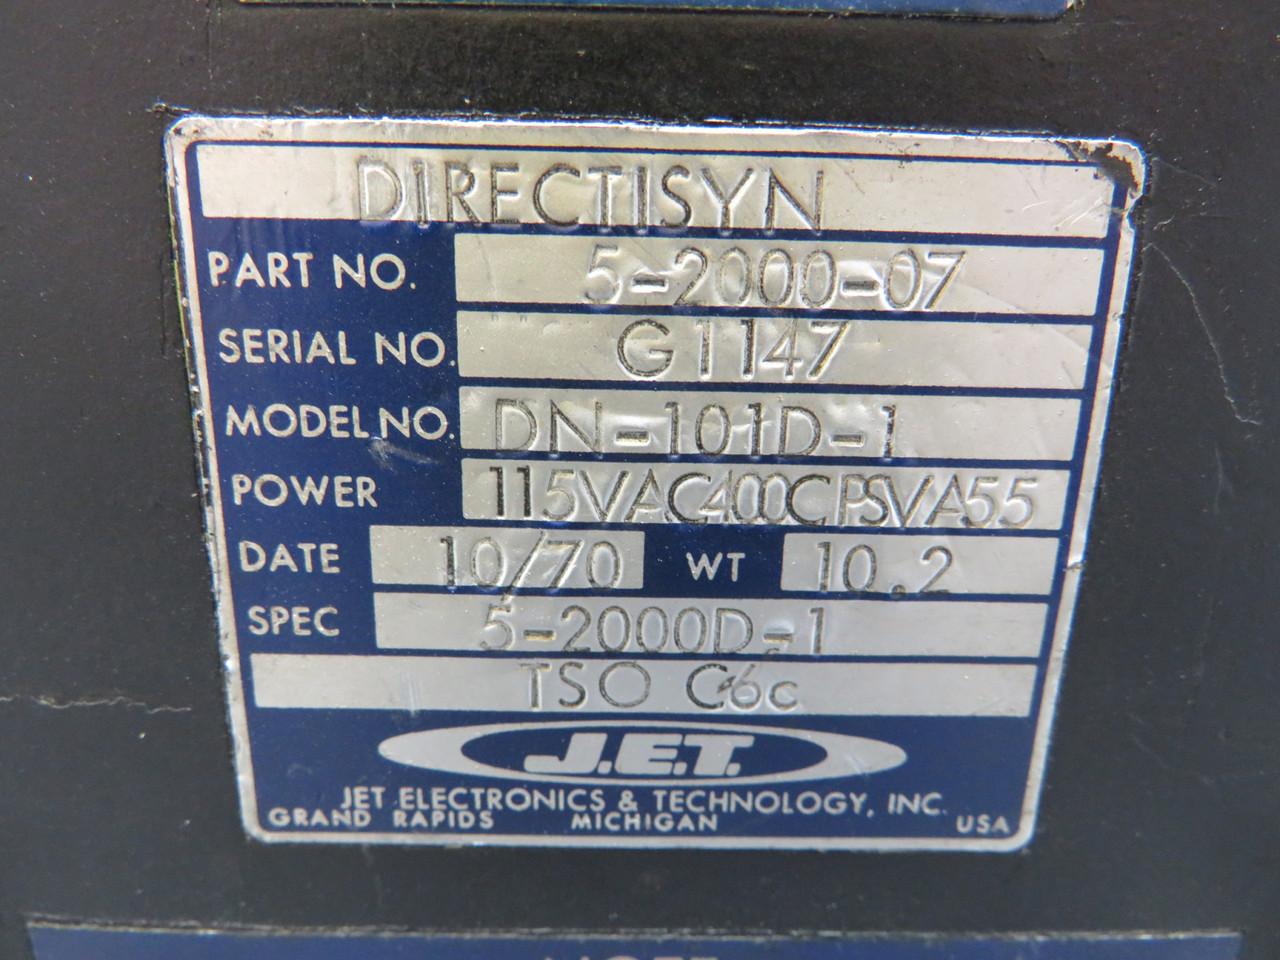 DIRECTISYN
PART NO. 5-2000-07
SERIAL NO. G1147
MODEL NO. DN-101D-1
POWER 115VAC400CPSVA55
DATE 10/70 WT 10.2
SPEC 5-2000D-1
TSO C6c
J.E.T.
JET ELECTRONICS & TECHNOLOGY, INC.
GRAND RAPIDS MICHIGAN USA